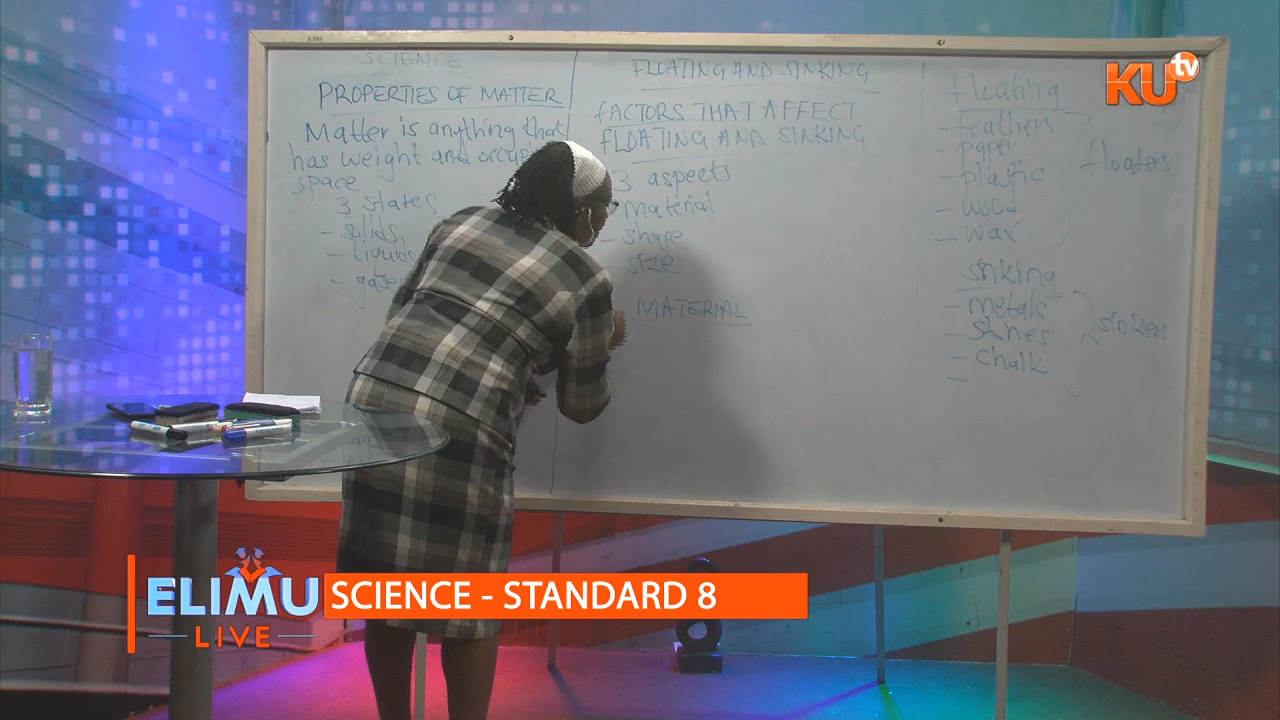 SCIENCE
PROPERTIES OF MATTER
Matter is anything that
has weight and
space
3 states
- solids
- liquids
-
FLOATING AND SINKING
FACTORS THAT AFFECT
FLOATING AND SINKING
3 aspects
material
- shape
size
MATERIAL
floating
- feathers
- paper
- plastic
- wood
- wax
floaters
sinking
- metals
- stones
- chalk
-
sinkers
KU tv
ELIMU
LIVE
SCIENCE - STANDARD 8